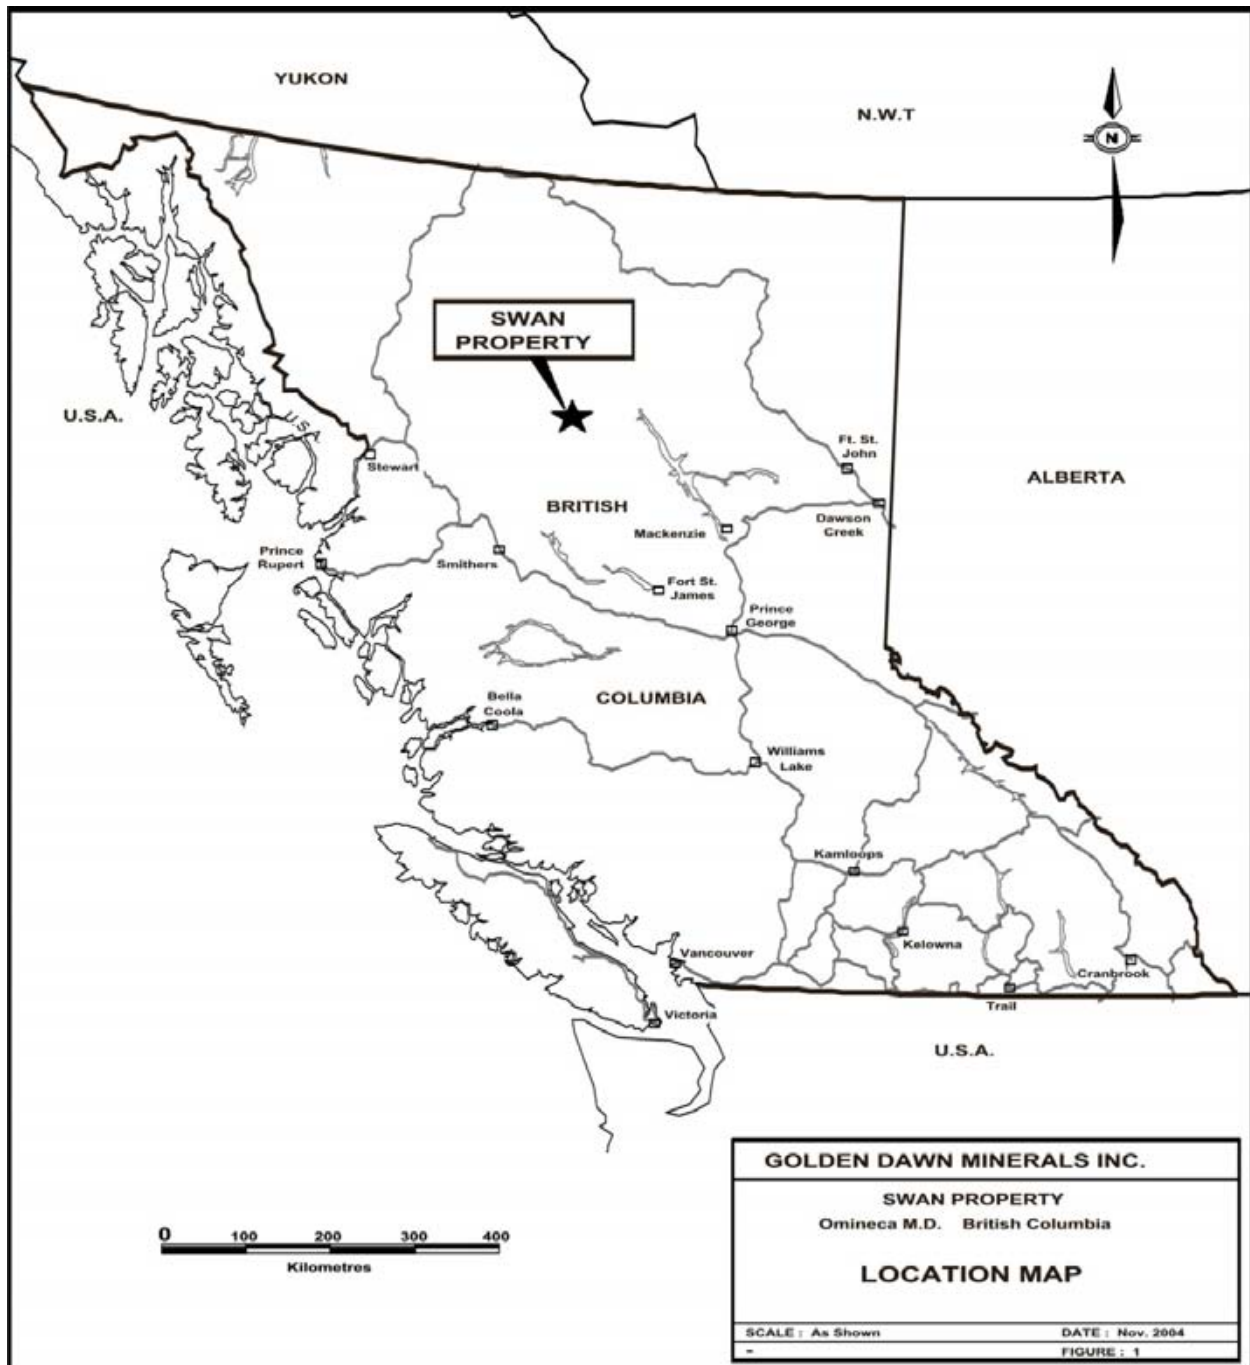 YUKON
N.W.T
N
SWAN
PROPERTY
U.S.A.
U.S.A.
Stewart
Ft. St.
John
ALBERTA
BRITISH
Mackenzie
Dawson
Creek
Prince
Rupert
Smithers
Fort St.
James
Prince
George
COLUMBIA
Bella
Coola
Williams
Lake
Kamloops
Kelowna
Vancouver
Cranbrook
Trail
Victoria
U.S.A.
GOLDEN DAWN MINERALS INC.
SWAN PROPERTY
Omineca M.D. British Columbia
LOCATION MAP
0 100 200 300 400
Kilometres
SCALE : As Shown DATE : Nov. 2004
- FIGURE : 1